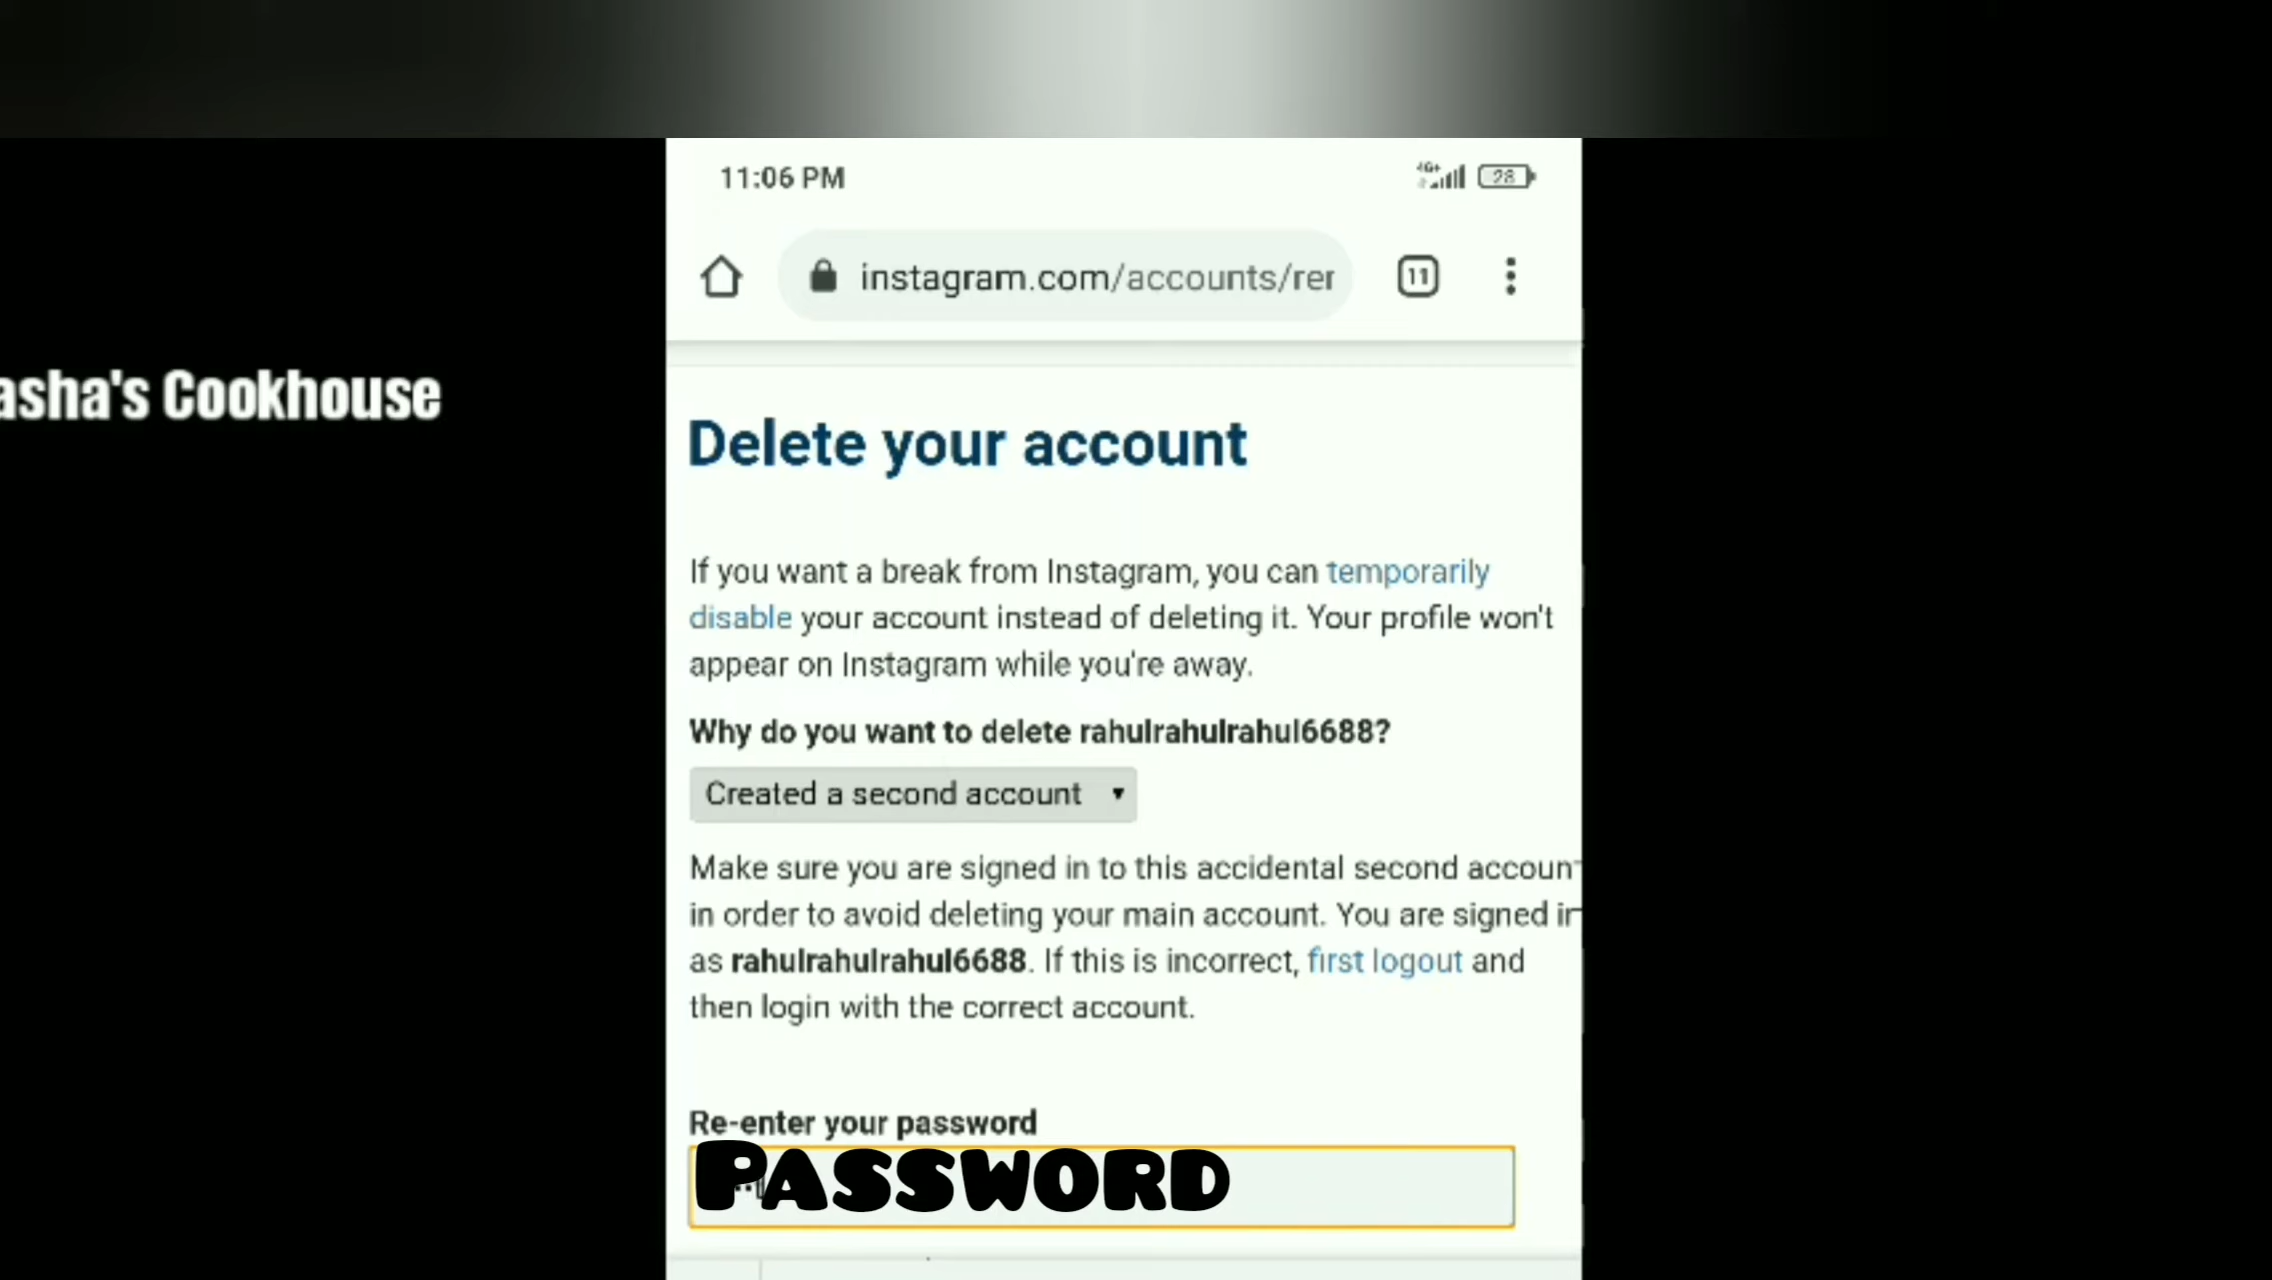 11:06 PM
4G+
28
instagram.com/accounts/rer
11
asha's Cookhouse
Delete your account
If you want a break from Instagram, you can temporarily
disable your account instead of deleting it. Your profile won't
appear on Instagram while you're away.
Why do you want to delete rahulrahulrahul6688?
Created a second account
Make sure you are signed in to this accidental second accoun
in order to avoid deleting your main account. You are signed in
as rahulrahulrahul6688. If this is incorrect, first logout and
then login with the correct account.
Re-enter your password
PASSWORD